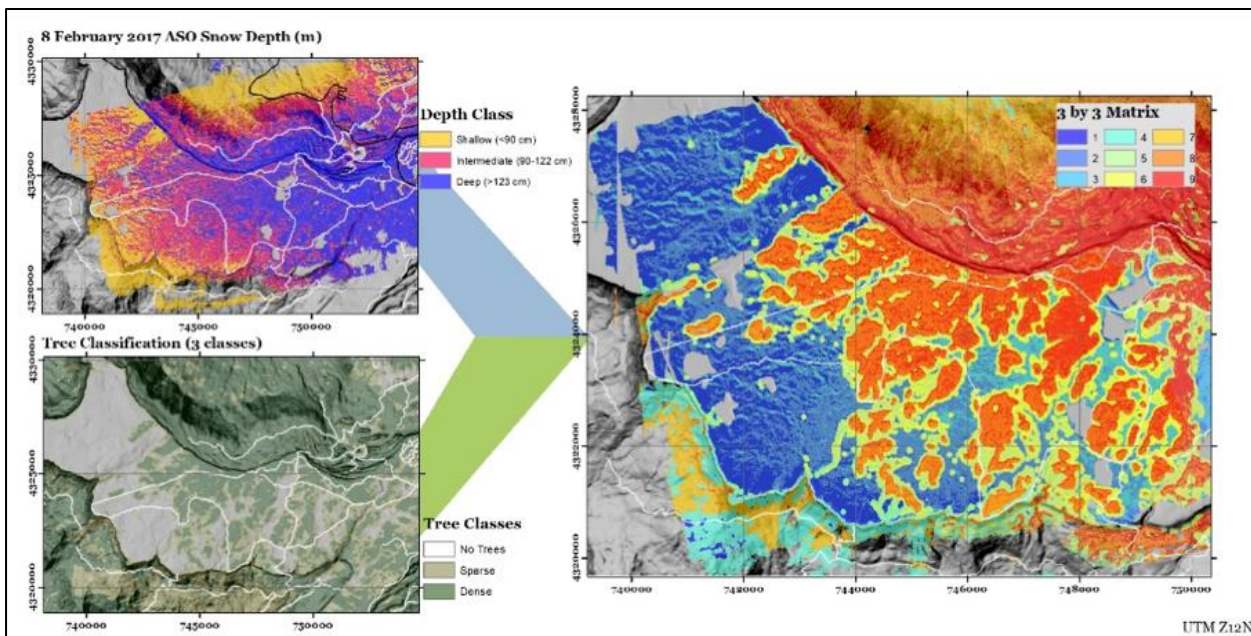 8 February 2017 ASO Snow Depth (m)
4330000
4325000
4320000
740000 745000 750000
Depth Class
Shallow (<90 cm)
Intermediate (90-122 cm)
Deep (>123 cm)
Tree Classification (3 classes)
4330000
4325000
4320000
740000 745000 750000
Tree Classes
No Trees
Sparse
Dense
3 by 3 Matrix
1 4 7
2 5 8
3 6 9
4328000
4326000
4324000
4322000
4320000
740000 742000 744000 746000 748000 750000
UTM Z12N